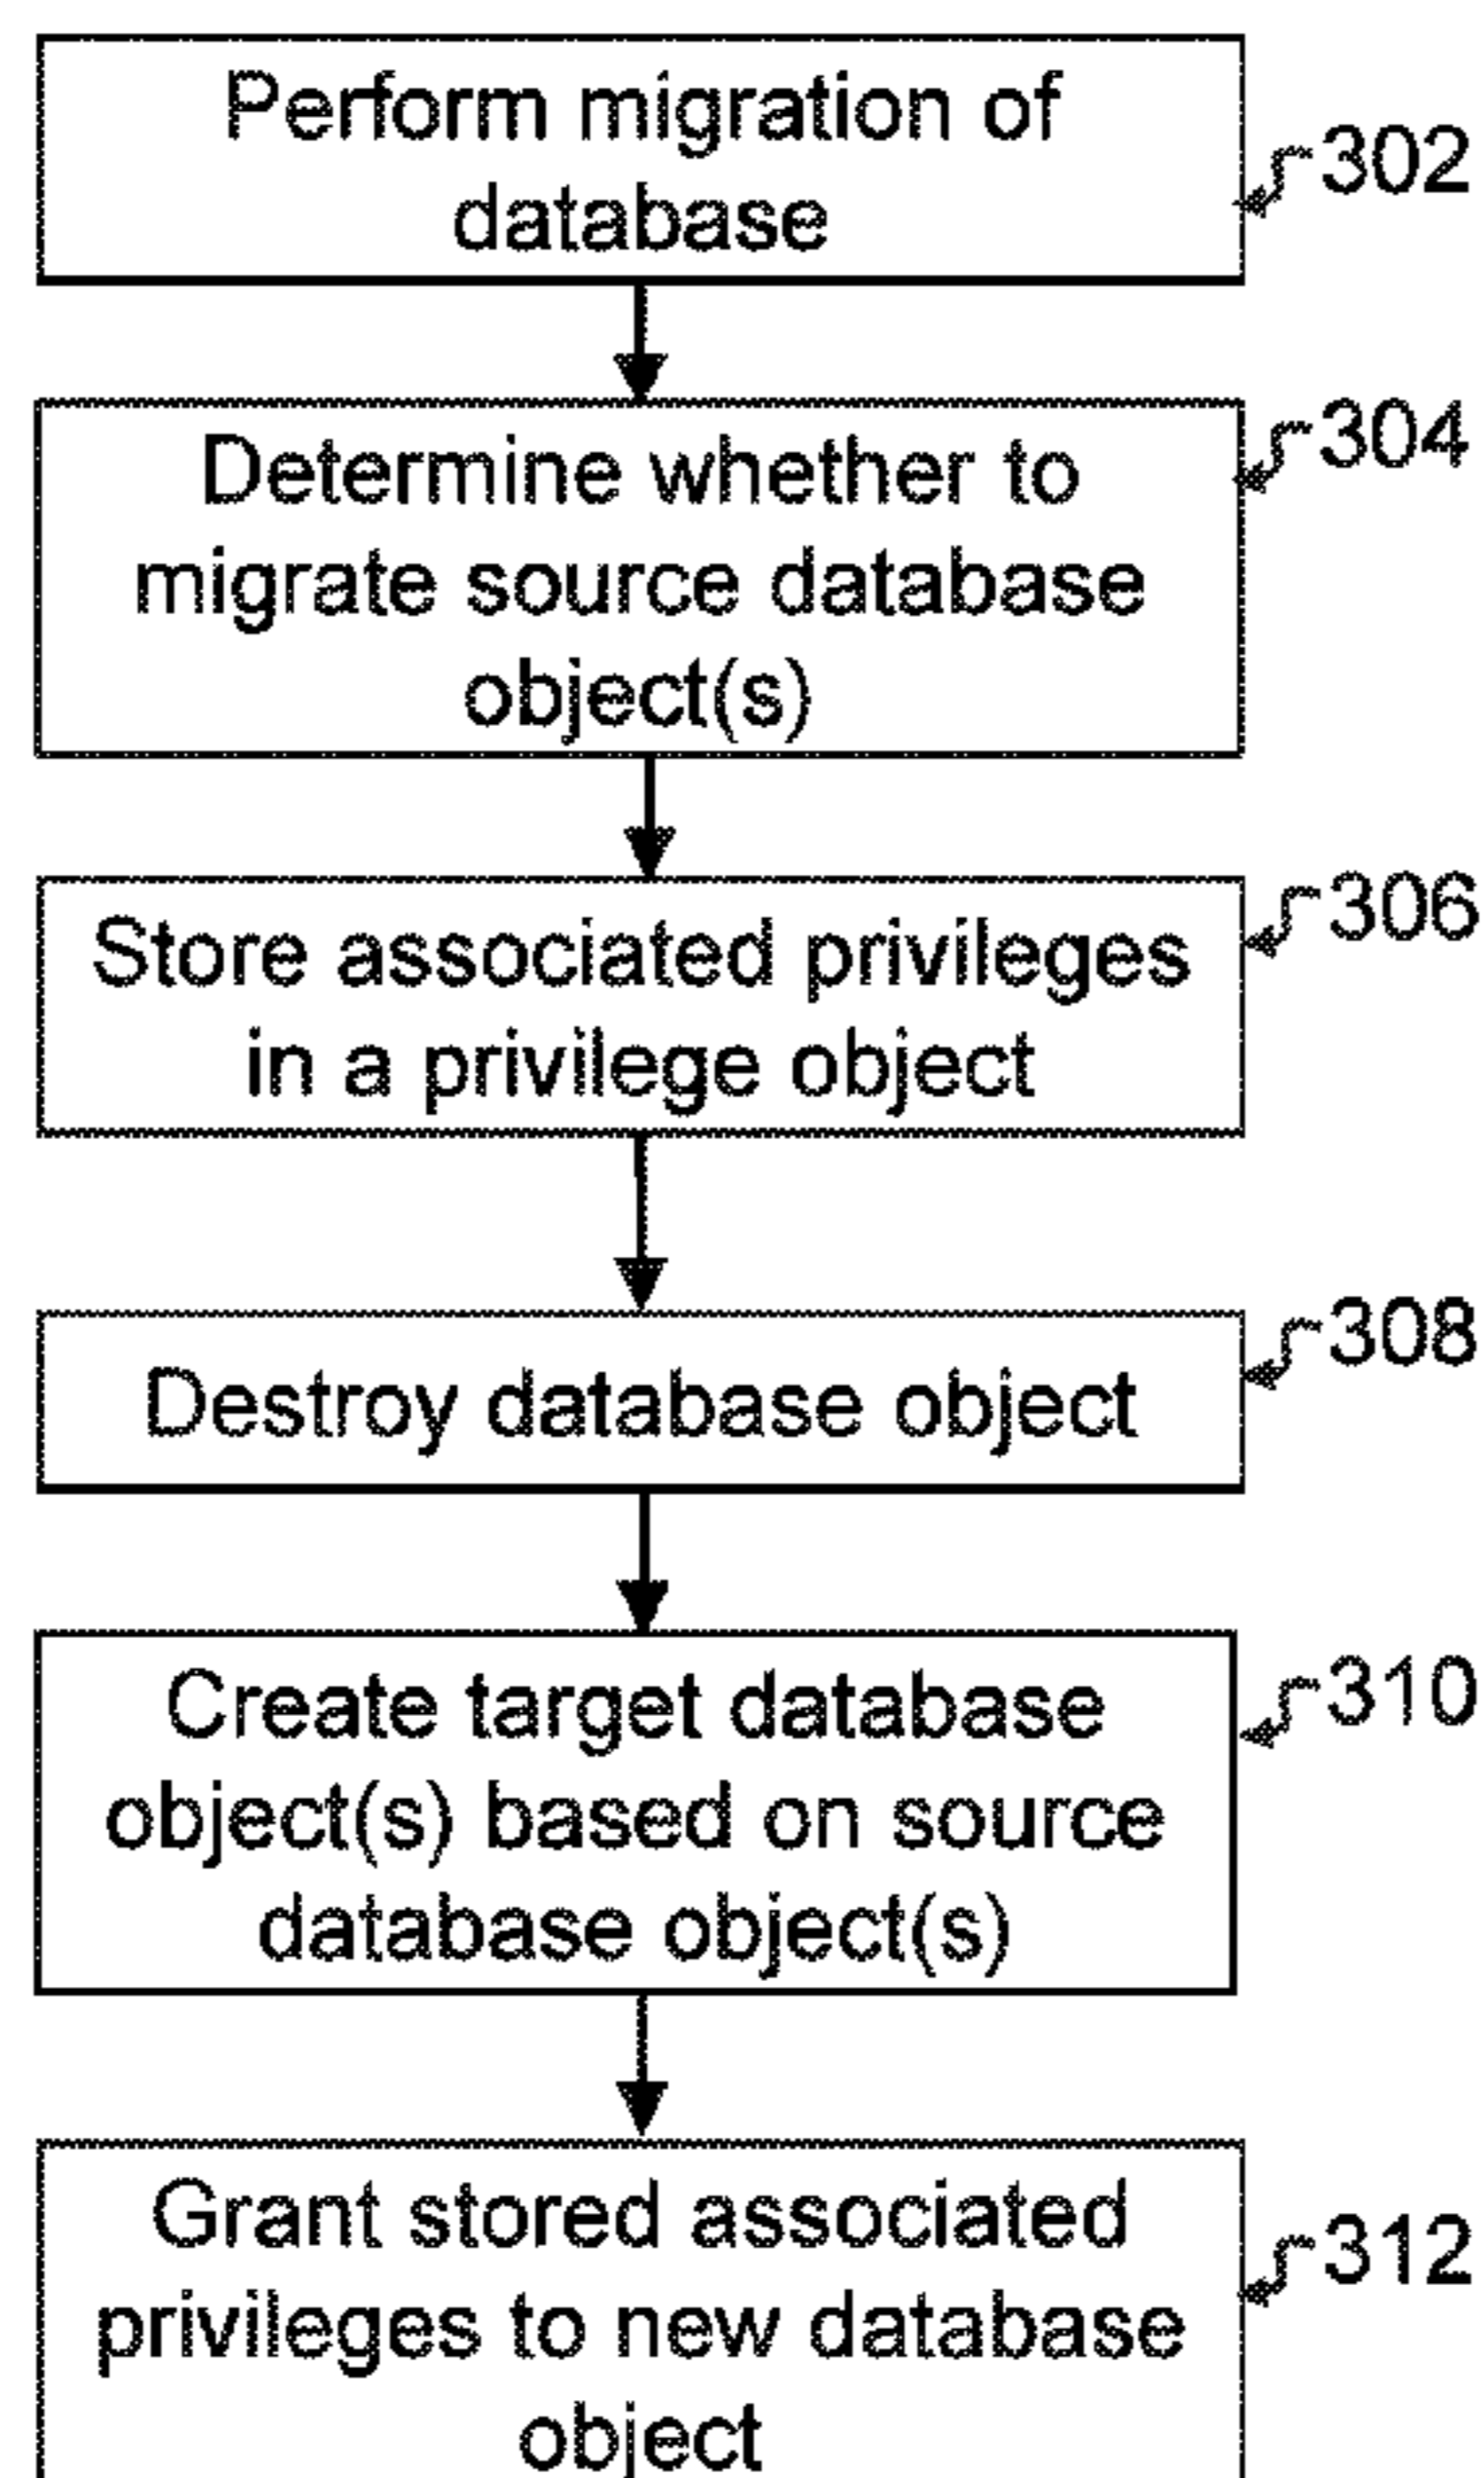 Perform migration of
database
302
Determine whether to
migrate source database
object(s)
304
Store associated privileges
in a privilege object
306
Destroy database object
308
Create target database
object(s) based on source
database object(s)
310
Grant stored associated
privileges to new database
object
312